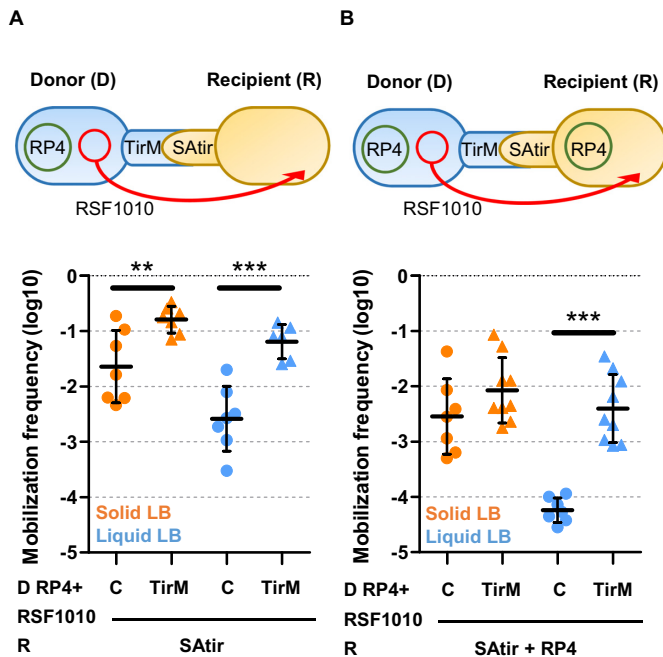 A
Donor (D) Recipient (R)
RP4 TirM SAtir
RSF1010
Mobilization frequency (log10)
0
** ***
-1
-2
-3
-4
Solid LB
Liquid LB
-5
D RP4+ C TirM C TirM
RSF1010
R SAtir
B
Donor (D) Recipient (R)
RP4 TirM SAtir RP4
RSF1010
Mobilization frequency (log10)
0
***
-1
-2
-3
-4
Solid LB
Liquid LB
-5
D RP4+ C TirM C TirM
RSF1010
R SAtir + RP4